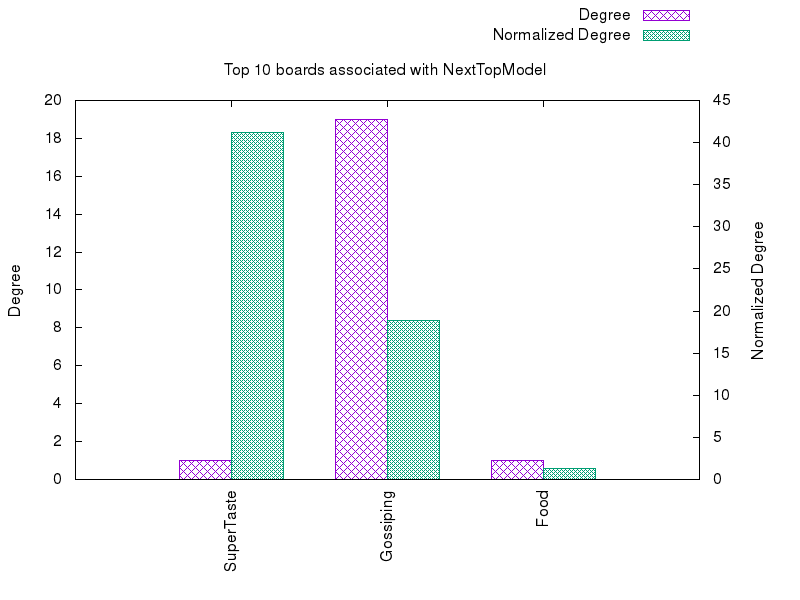 Degree
Normalized Degree
Top 10 boards associated with NextTopModel
20
18
16
14
12
10
8
6
4
2
0
Degree
45
40
35
30
25
20
15
10
5
0
Normalized Degree
SuperTaste
Gossiping
Food